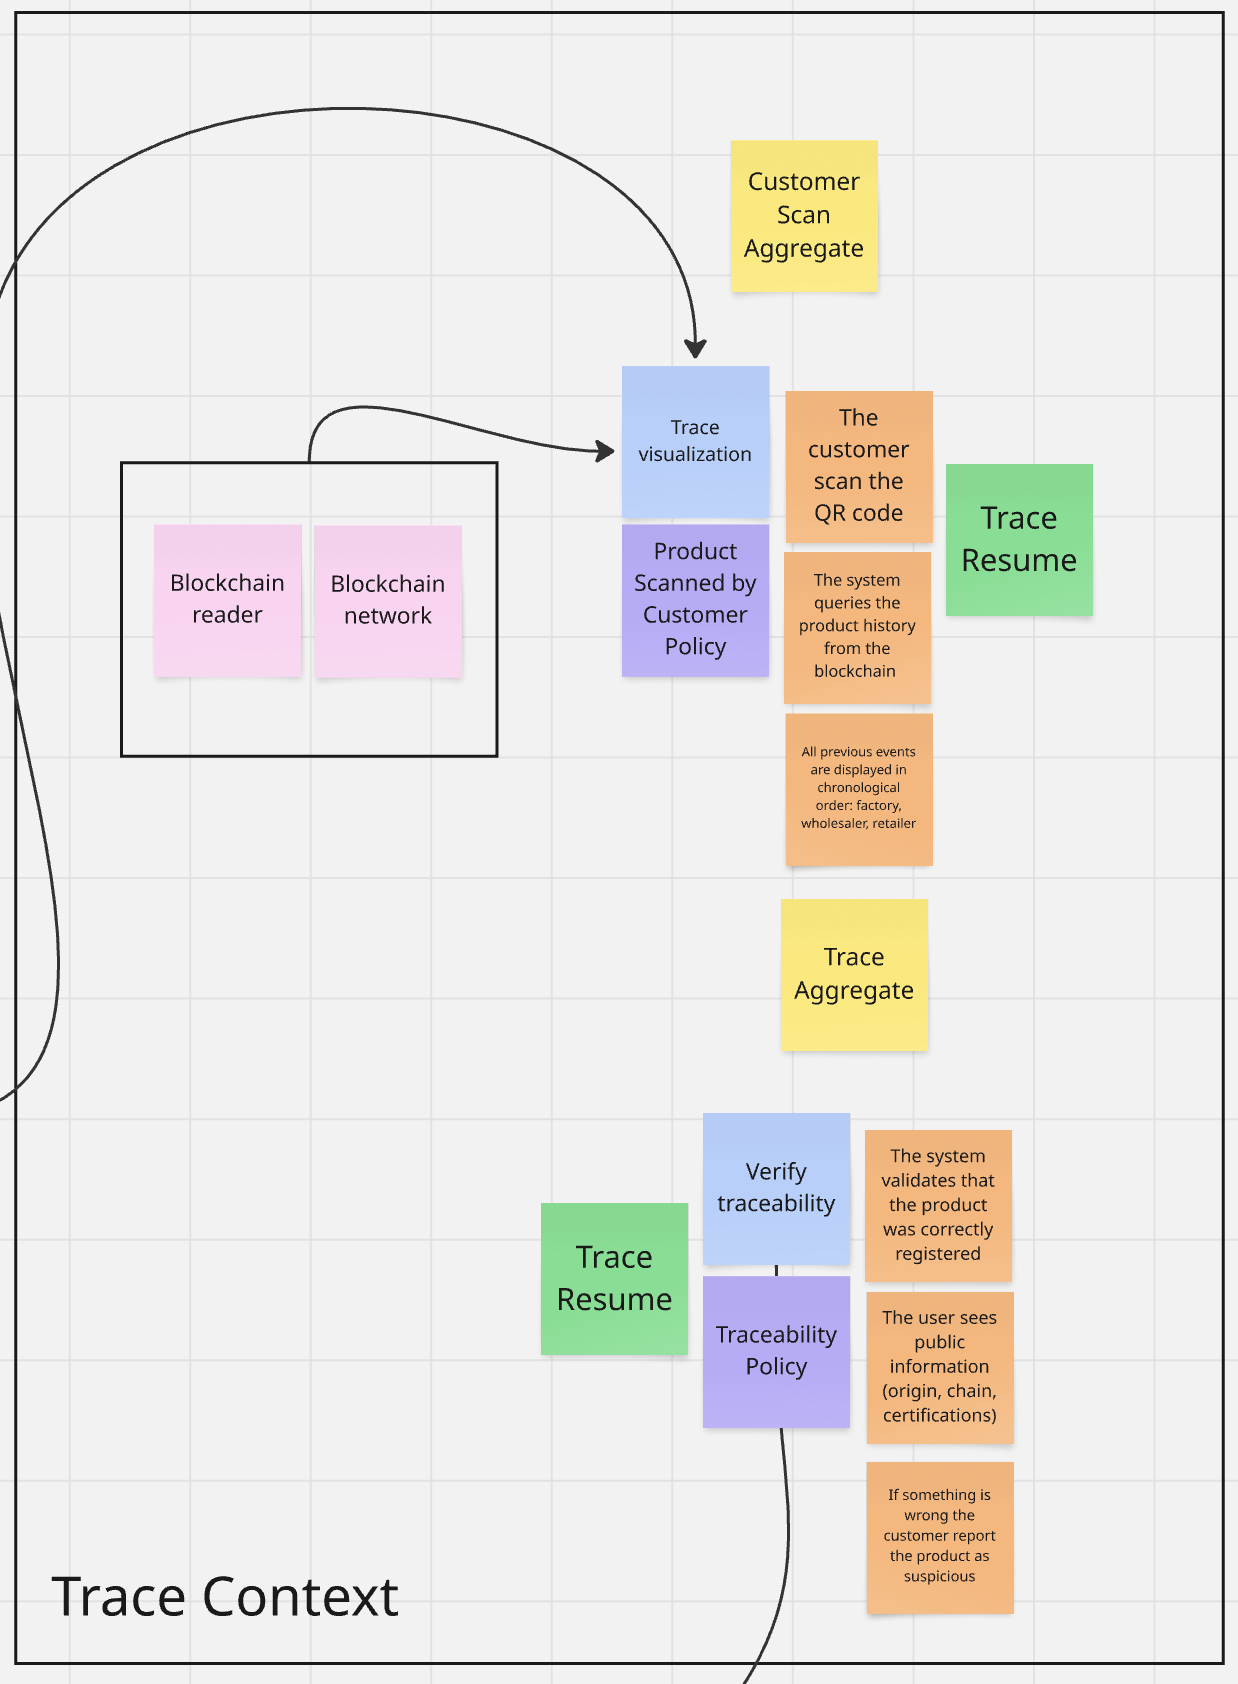 Customer
Scan
Aggregate
Trace
visualization
The
customer
scan the
QR code
Trace
Resume
Blockchain
reader
Blockchain
network
Product
Scanned by
Customer
Policy
The system
queries the
product history
from the
blockchain
All previous events
are displayed in
chronological
order: factory,
wholesaler, retailer
Trace
Aggregate
Verify
traceability
The system
validates that
the product
was correctly
registered
Trace
Resume
Traceability
Policy
The user sees
public
information
(origin, chain,
certifications)
If something is
wrong the
customer report
the product as
suspicious
Trace Context